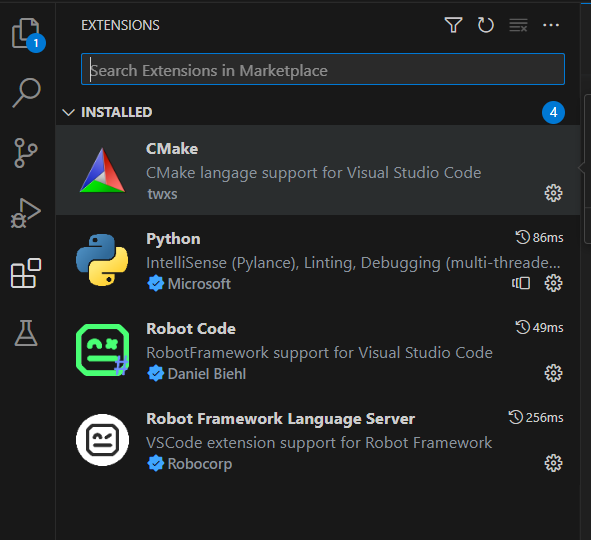 EXTENSIONS
1
Search Extensions in Marketplace
INSTALLED 4
CMake
CMake langage support for Visual Studio Code
twxs
Python 86ms
IntelliSense (Pylance), Linting, Debugging (multi-threade...
Microsoft
Robot Code 49ms
RobotFramework support for Visual Studio Code
Daniel Biehl
Robot Framework Language Server 256ms
VSCode extension support for Robot Framework
Robocorp